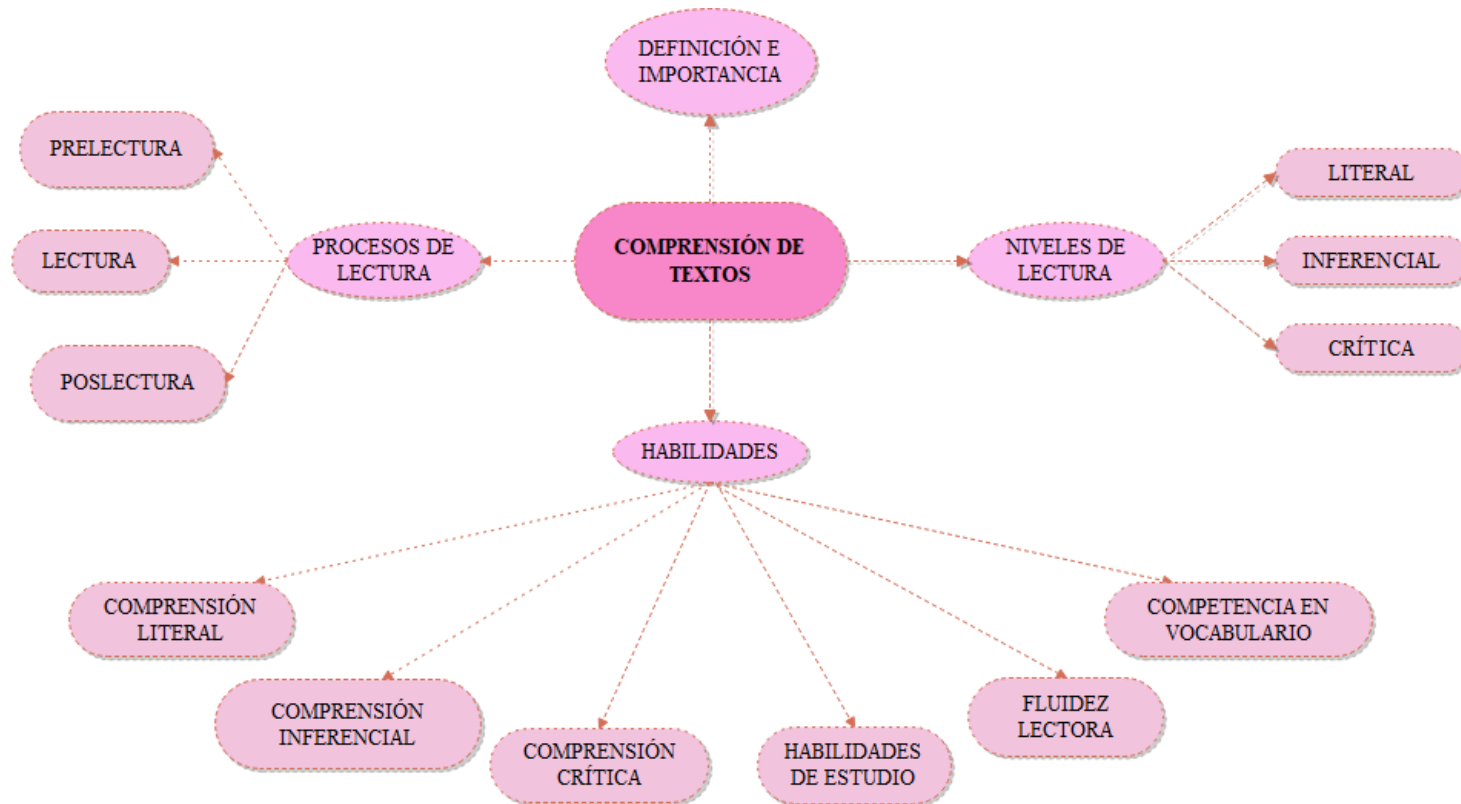 DEFINICIÓN E
IMPORTANCIA
PRELECTURA
LECTURA
POSLECTURA
PROCESOS DE
LECTURA
COMPRENSIÓN DE
TEXTOS
NIVELES DE
LECTURA
LITERAL
INFERENCIAL
CRÍTICA
HABILIDADES
COMPRENSIÓN
LITERAL
COMPRENSIÓN
INFERENCIAL
COMPRENSIÓN
CRÍTICA
HABILIDADES
DE ESTUDIO
FLUIDEZ
LECTORA
COMPETENCIA EN
VOCABULARIO